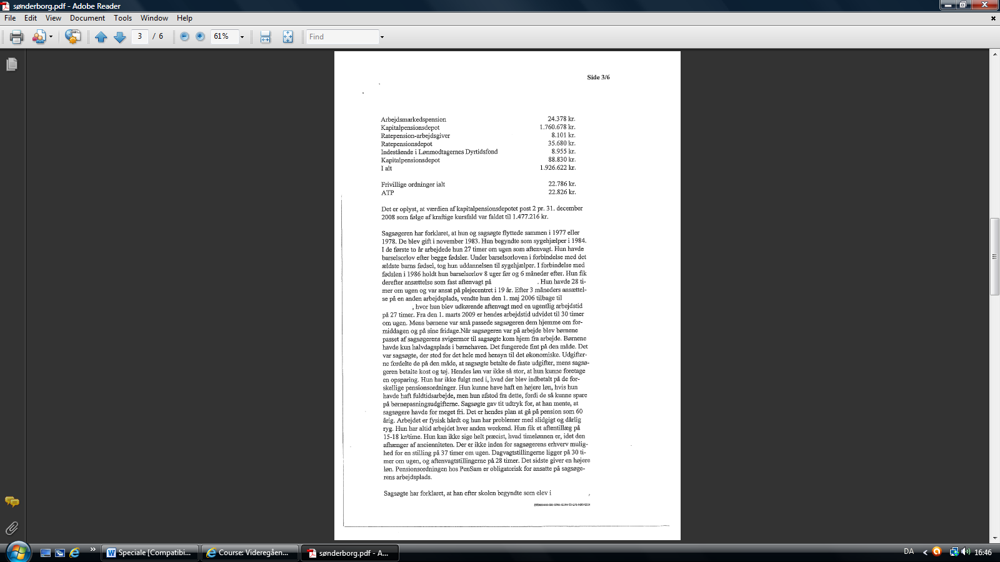 sønderborg.pdf - Adobe Reader
File Edit View Document Tools Window Help
3 / 6 61% Find
Side 3/6
Arbejdsmarkedspension 24.378 kr.
Kapitalpensionsdepot 1.760.678 kr.
Ratepension-arbejdsgiver 8.101 kr.
Ratepensionsdepot 35.680 kr.
Indestående i Lønmodtagernes Dyrtidsfond 8.955 kr.
Kapitalpensionsdepot 88.830 kr.
I alt 1.926.622 kr.
Frivillige ordninger ialt 22.786 kr.
ATP 22.826 kr.
Det er oplyst, at værdien af kapitalpensionsdepotet post 2 pr. 31. december
2008 som følge af kraftige kursfald var faldet til 1.477.216 kr.
Sagsøgeren har forklaret, at hun og sagsøgte flyttede sammen i 1977 eller
1978. De blev gift i november 1983. Hun begyndte som sygehjælper i 1984.
I de første to år arbejdede hun 27 timer om ugen som aftenvagt. Hun havde
barselsorlov efter begge fødsler. Under barselsorloven i forbindelse med det
ældste barns fødsel, tog hun uddannelsen til sygehjælper. I forbindelse med
fødslen i 1986 holdt hun barselsorlov 8 uger før og 6 måneder efter. Hun fik
derefter ansættelse som fast aftenvagt på . Hun havde 28 ti-
mer om ugen og var ansat på plejecentret i 19 år. Efter 3 måneders ansættel-
se på en anden arbejdsplads, vendte hun den 1. maj 2006 tilbage til
, hvor hun blev udkørende aftenvagt med en ugentlig arbejdstid
på 27 timer. Fra den 1. marts 2009 er hendes arbejdstid udvidet til 30 timer
om ugen. Mens børnene var små passede sagsøgeren dem hjemme om for-
middagen og på sine fridage.Når sagsøgeren var på arbejde blev børnene
passet af sagsøgerens svigermor til sagsøgte kom hjem fra arbejde. Børnene
havde kun halvdagsplads i børnehaven. Det fungerede fint på den måde. Det
var sagsøgte, der stod for det hele med hensyn til det økonomiske. Udgifter-
ne fordelte de på den måde, at sagsøgte betalte de faste udgifter, mens sagsø-
geren betalte kost og tøj. Hendes løn var ikke så stor, at hun kunne foretage
en opsparing. Hun har ikke fulgt med i, hvad der blev indbetalt på de for-
skellige pensionsordninger. Hun kunne have haft en højere løn, hvis hun
havde haft fuldtidsarbejde, men hun afstod fra dette, fordi de så kunne spare
på børnepasningsudgifterne. Sagsøgte gav tit udtryk for, at han mente, at
sagsøgere havde for meget fri. Det er hendes plan at gå på pension som 60
årig. Arbejdet er fysisk hårdt og hun har problemer med slidgigt og dårlig
ryg. Hun har altid arbejdet hver anden weekend. Hun fik et aftentillæg på
15-18 kr/time. Hun kan ikke sige helt præcist, hvad timelønnen er, idet den
afhænger af ancienniteten. Der er ikke inden for sagsøgerens erhverv mulig-
hed for en stilling på 37 timer om ugen. Dagvagtstillingerne ligger på 30 ti-
mer om ugen, og aftenvagtstillingerne på 28 timer. Det sidste giver en højere
løn. Pensionsordningen hos PenSam er obligatorisk for ansatte på sagsøge-
rens arbejdsplads.
Sagsøgte har forklaret, at han efter skolen begyndte som elev i ,
Speciale [Compatibi... Course: Videregåen... sønderborg.pdf - A... DA 16:46